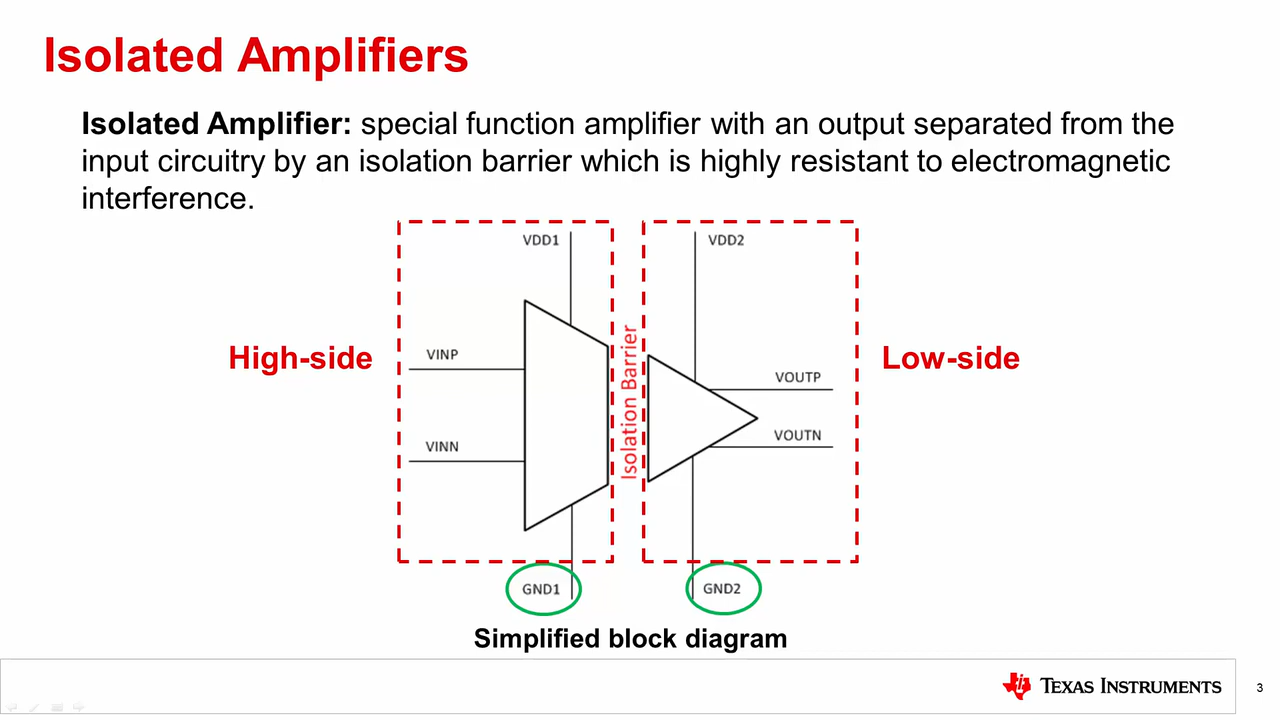 Isolated Amplifiers
Isolated Amplifier: special function amplifier with an output separated from the
input circuitry by an isolation barrier which is highly resistant to electromagnetic
interference.
VDD1
VDD2
High-side
VINP
VINN
Isolation Barrier
VOUTP
VOUTN
Low-side
GND1
GND2
Simplified block diagram
TEXAS INSTRUMENTS
3